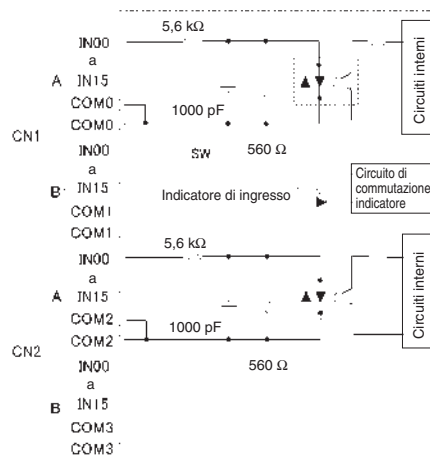 5,6 kΩ
IN00
a
A IN15
COM0
COM0
1000 pF
CN1
IN00
a
SW
560 Ω
B IN15
COM1
COM1
Indicatore di ingresso
Circuito di
commutazione
indicatore
Circuiti interni
5,6 kΩ
IN00
a
A IN15
COM2
COM2
1000 pF
CN2
IN00
a
560 Ω
B IN15
COM3
COM3
Circuiti interni